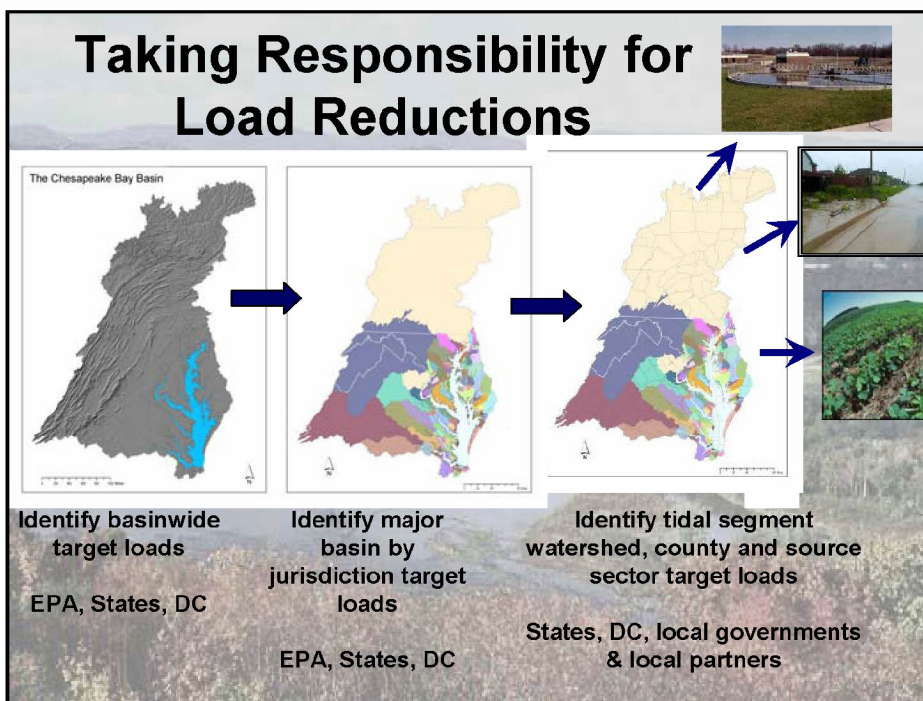 Taking Responsibility for
Load Reductions
The Chesapeake Bay Basin
N
N
N
Identify basinwide
target loads
EPA, States, DC
Identify major
basin by
jurisdiction target
loads
EPA, States, DC
Identify tidal segment
watershed, county and source
sector target loads
States, DC, local governments
& local partners